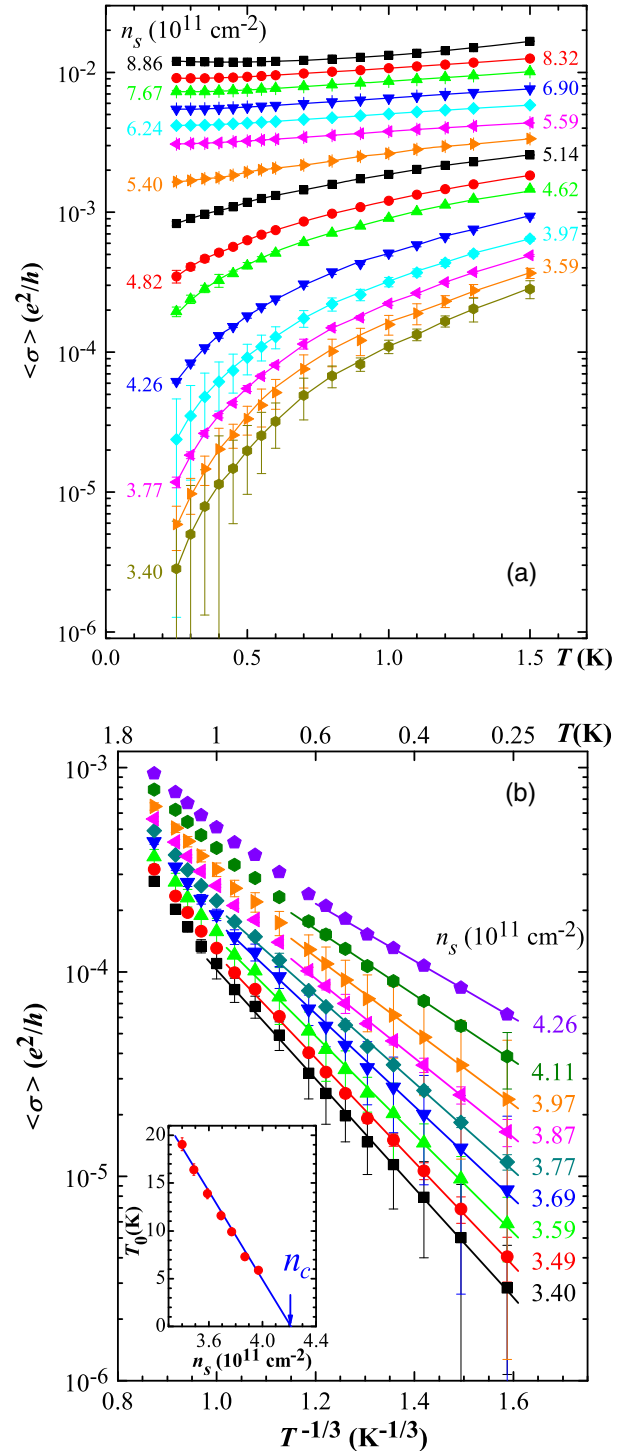 n_s (10^11 cm^-2)
8.86
8.32
7.67
6.90
6.24
5.59
5.40
5.14
4.82
4.62
4.26
3.97
3.77
3.59
3.40
10^-2
10^-3
10^-4
10^-5
10^-6
<σ> (e²/h)
(a)
0.0 0.5 1.0 1.5
T (K)
1.8 1 0.6 0.4 0.25 T(K)
(b)
10^-3
10^-4
10^-5
10^-6
<σ> (e²/h)
n_s (10^11 cm^-2)
4.26
4.11
3.97
3.87
3.77
3.69
3.59
3.49
3.40
20
15
10
5
0
T_0(K)
n_c
3.6 4.0 4.4
n_s (10^11 cm^-2)
0.8 1.0 1.2 1.4 1.6
T^-1/3 (K^-1/3)